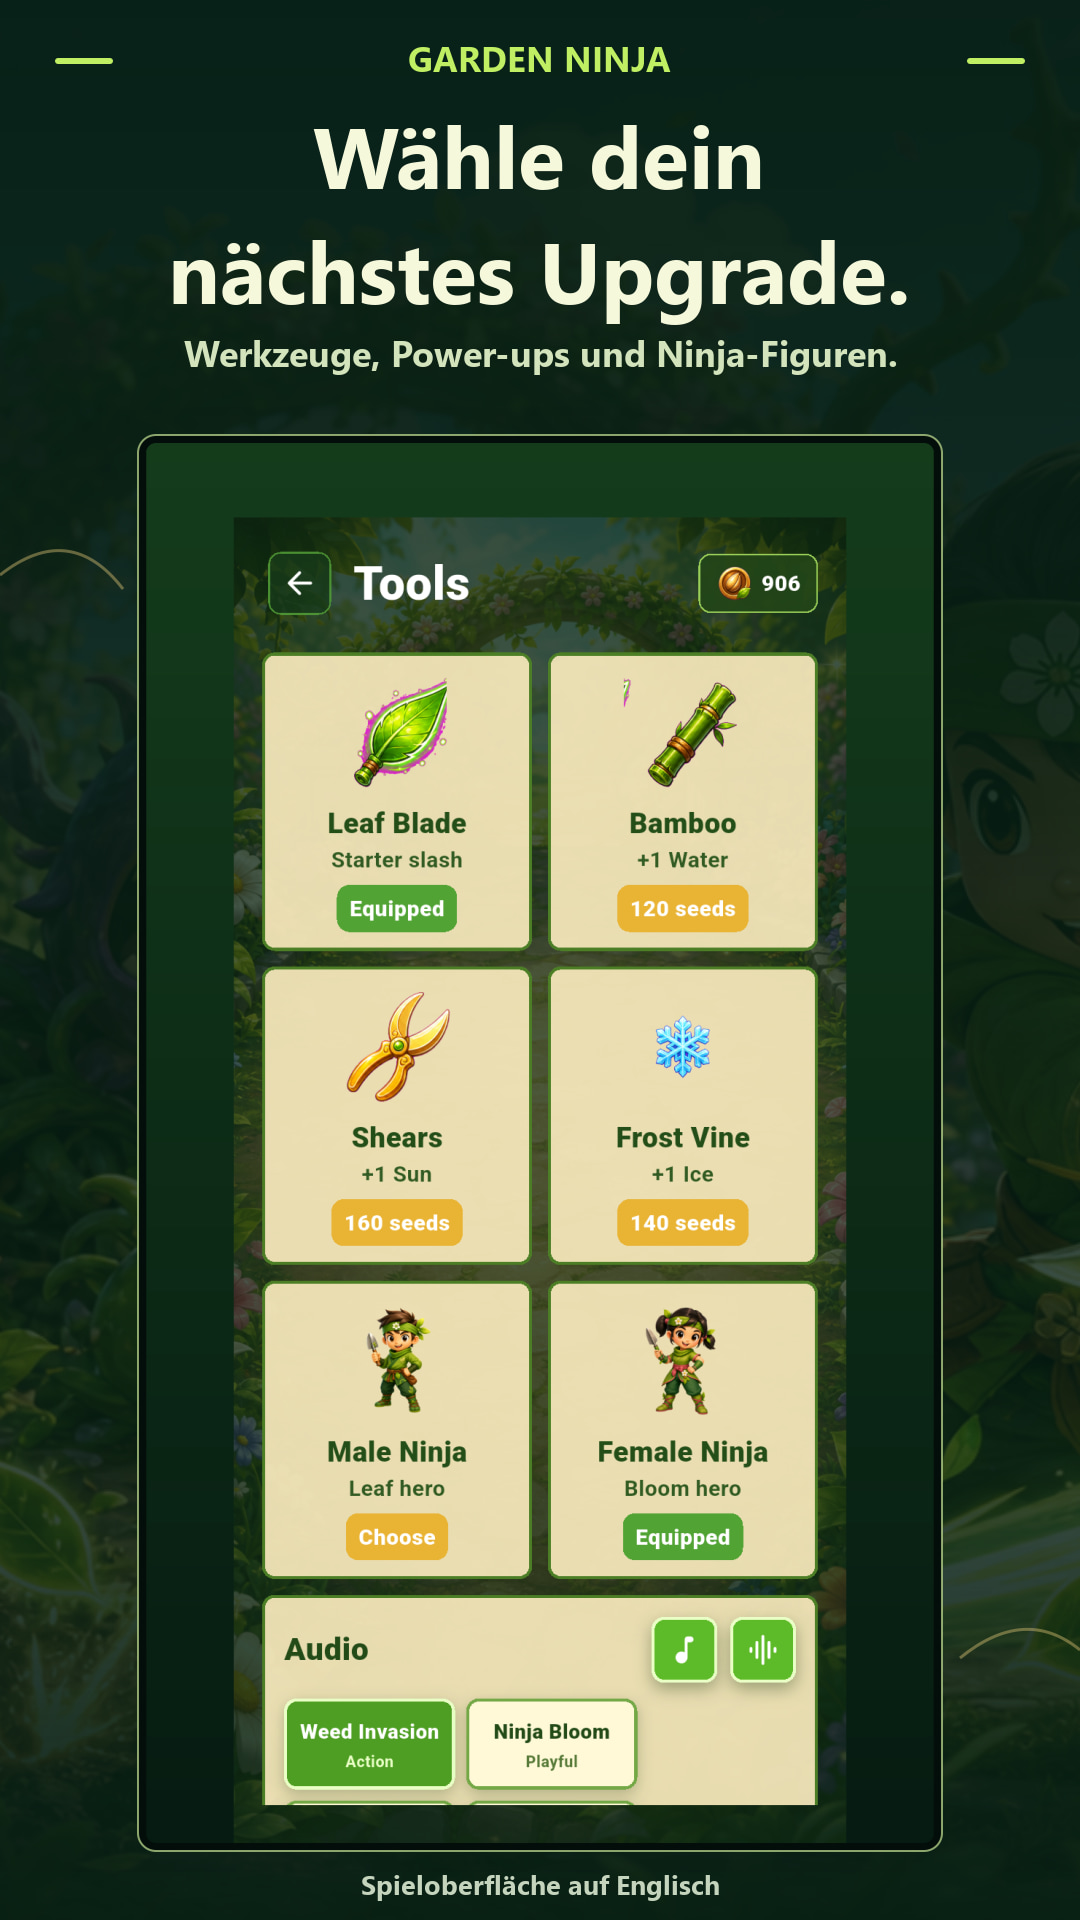 GARDEN NINJA
Wähle dein
nächstes Upgrade.
Werkzeuge, Power-ups und Ninja-Figuren.
Tools
906
Leaf Blade
Starter slash
Equipped
Bamboo
+1 Water
120 seeds
Shears
+1 Sun
160 seeds
Frost Vine
+1 Ice
140 seeds
Male Ninja
Leaf hero
Choose
Female Ninja
Bloom hero
Equipped
Audio
Weed Invasion
Action
Ninja Bloom
Playful
Spieloberfläche auf Englisch